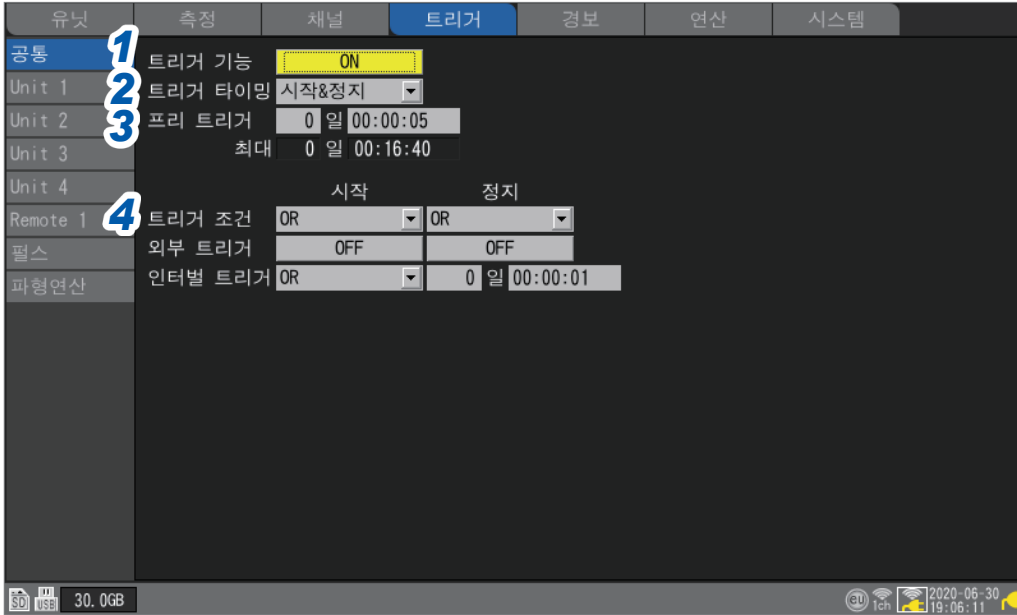 유닛 측정 채널 트리거 경보 연산 시스템
공통
Unit 1
Unit 2
Unit 3
Unit 4
Remote 1
펄스
파형연산
1 트리거 기능 ON
2 트리거 타이밍 시작&정지
3 프리 트리거 0 일 00:00:05
최대 0 일 00:16:40
시작 정지
4 트리거 조건 OR OR
외부 트리거 OFF OFF
인터벌 트리거 OR 0 일 00:00:01
SD USB 30.0GB EU 1ch 2020-06-30
19:06:11